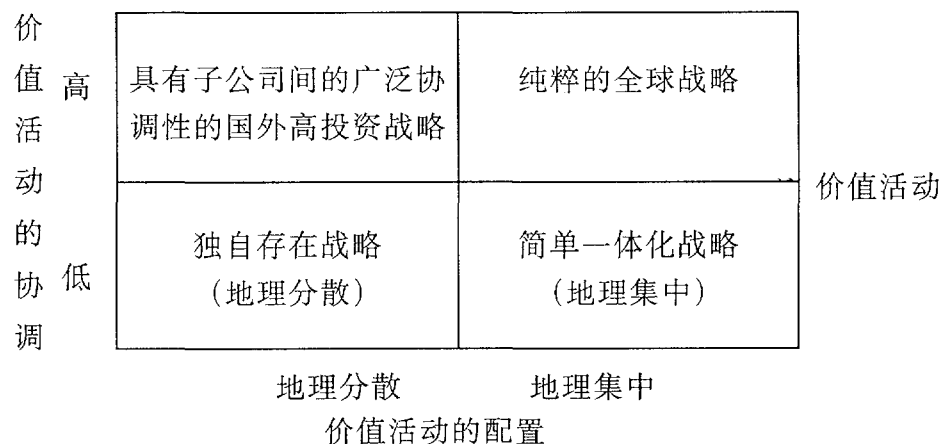 价值活动的协调
高
具有子公司间的广泛协
调性的国外高投资战略
纯粹的全球战略
价值活动
低
独自存在战略
(地理分散)
简单一体化战略
(地理集中)
地理分散
地理集中
价值活动的配置